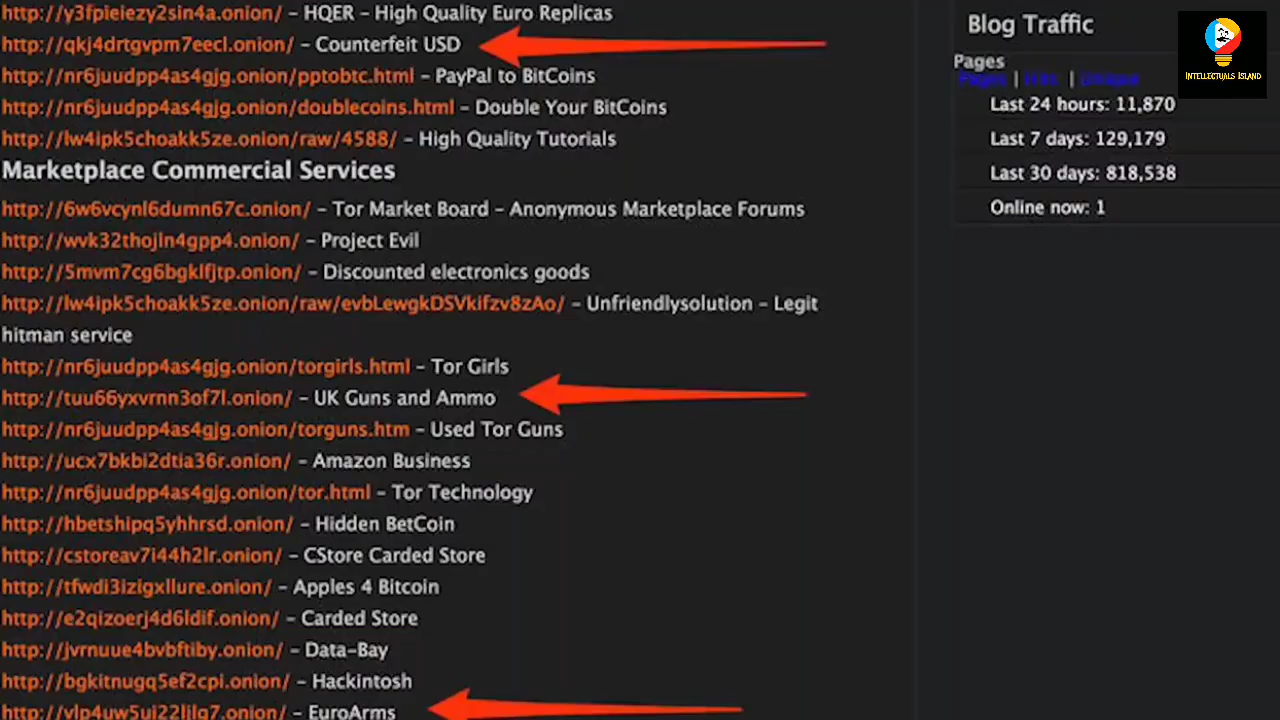 http://y3fpieiezy2sin4a.onion/ – HQER – High Quality Euro Replicas
http://qkj4drtgvpm7eecl.onion/ – Counterfeit USD
http://nr6juudpp4as4gjg.onion/pptobtc.html – PayPal to BitCoins
http://nr6juudpp4as4gjg.onion/doublecoins.html – Double Your BitCoins
http://lw4ipk5choakk5ze.onion/raw/4588/ – High Quality Tutorials
Marketplace Commercial Services
http://6w6vcynl6dumn67c.onion/ – Tor Market Board – Anonymous Marketplace Forums
http://wvk32thojln4gpp4.onion/ – Project Evil
http://5mvm7cg6bgklfjtp.onion/ – Discounted electronics goods
http://lw4ipk5choakk5ze.onion/raw/evbLewgkDSVkifzv8zAo/ – Unfriendlysolution – Legit
hitman service
http://nr6juudpp4as4gjg.onion/torgirls.html – Tor Girls
http://tuu66yxvrnn3of7l.onion/ – UK Guns and Ammo
http://nr6juudpp4as4gjg.onion/torguns.htm – Used Tor Guns
http://ucx7bkbi2dtia36r.onion/ – Amazon Business
http://nr6juudpp4as4gjg.onion/tor.html – Tor Technology
http://hbetshipq5yhhrsd.onion/ – Hidden BetCoin
http://cstoreav7i44h2lr.onion/ – CStore Carded Store
http://tfwdi3izigxllure.onion/ – Apples 4 Bitcoin
http://e2qizoerj4d6ldif.onion/ – Carded Store
http://jvrnuue4bvbftiby.onion/ – Data-Bay
http://bgkitnugq5ef2cpi.onion/ – Hackintosh
http://vlp4uw5ui22ljlg7.onion/ – EuroArms
Blog Traffic
Pages
Pages | Hits | Unique
Last 24 hours: 11,870
Last 7 days: 129,179
Last 30 days: 818,538
Online now: 1
INTELLECTUALS ISLAND